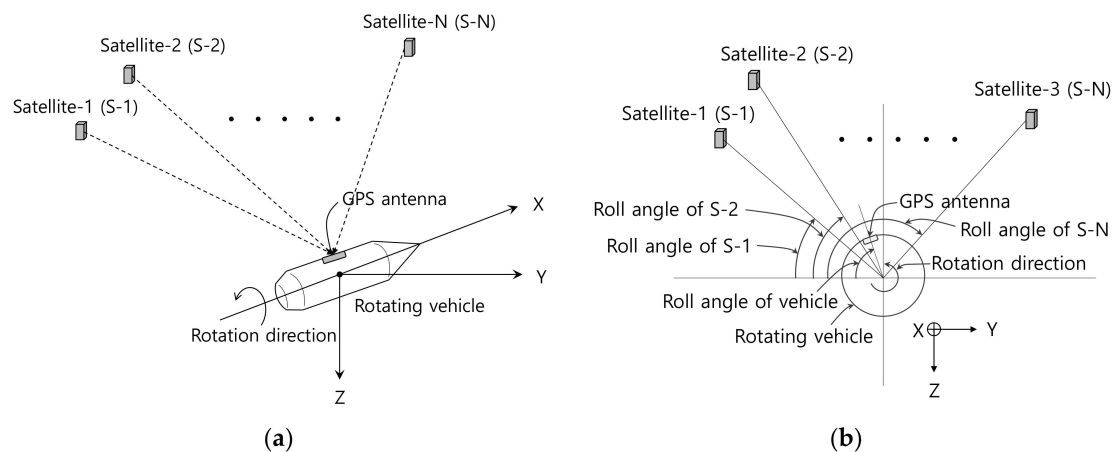 Satellite-N (S-N)
Satellite-2 (S-2)
Satellite-1 (S-1)
GPS antenna
X
Y
Rotating vehicle
Rotation direction
Z
(a)
Satellite-2 (S-2)
Satellite-3 (S-N)
Satellite-1 (S-1)
GPS antenna
Roll angle of S-2
Roll angle of S-N
Roll angle of S-1
Rotation direction
Roll angle of vehicle
Rotating vehicle
X
Y
Z
(b)